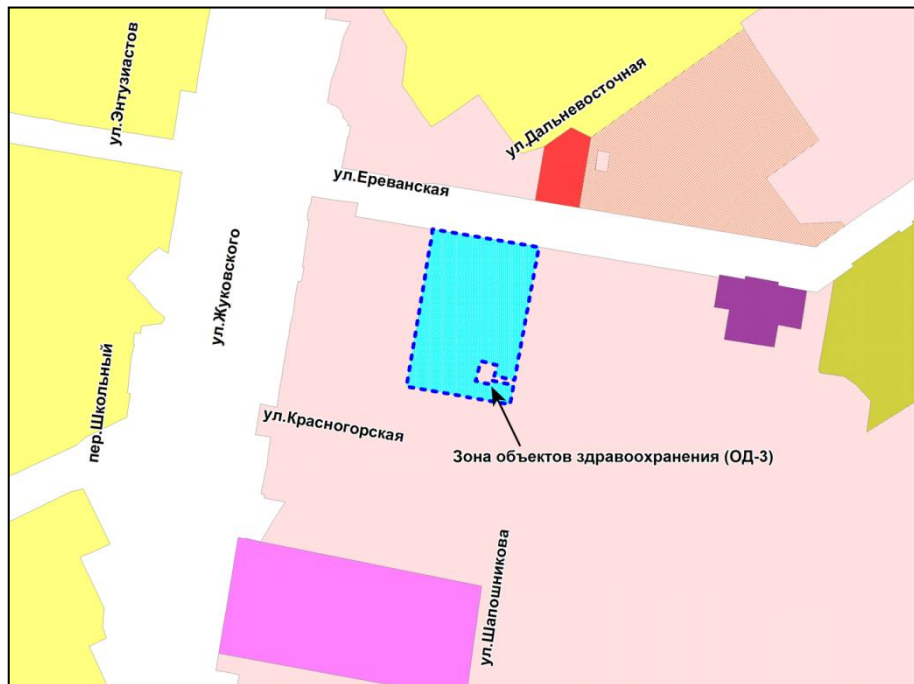 ул.Энтузиастов
ул.Дальневосточная
ул.Ереванская
ул.Жуковского
пер.Школьный
ул.Красногорская
Зона объектов здравоохранения (ОД-3)
ул.Шапошникова